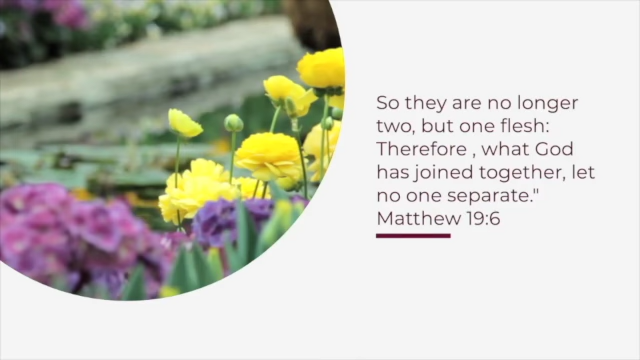 So they are no longer
two, but one flesh:
Therefore , what God
has joined together, let
no one separate."
Matthew 19:6